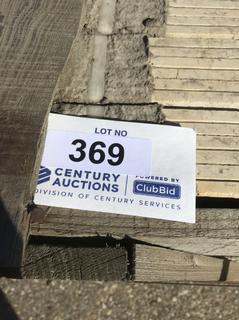 LOT NO
369
CENTURY
AUCTIONS
POWERED BY
ClubBid
DIVISION OF CENTURY SERVICES